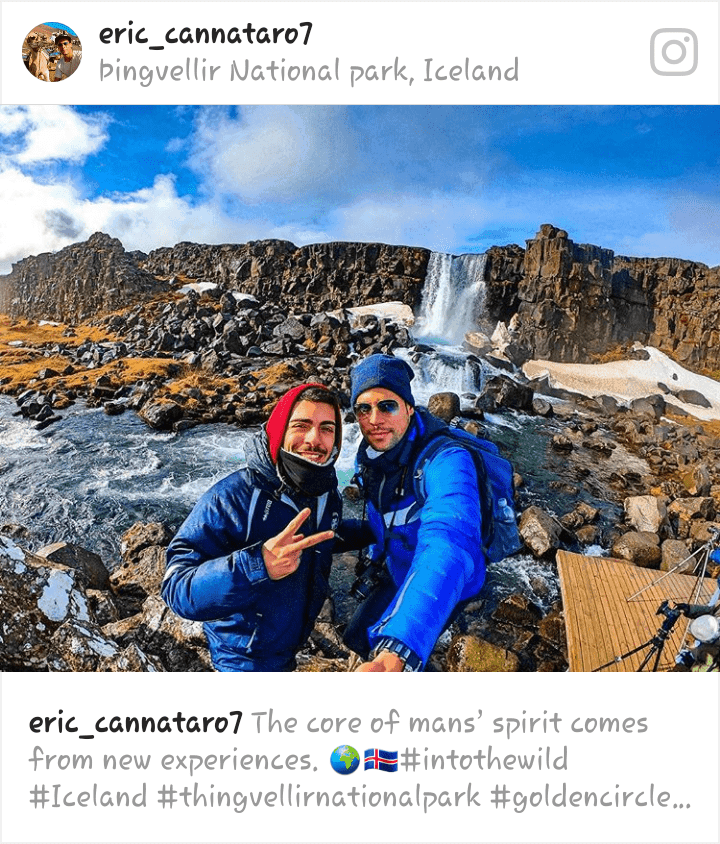 eric_cannataro7
Þingvellir National park, Iceland
eric_cannataro7 The core of mans’ spirit comes
from new experiences. 🌍🇮🇸#intothewild
#Iceland #thingvellirnationalpark #goldencircle...